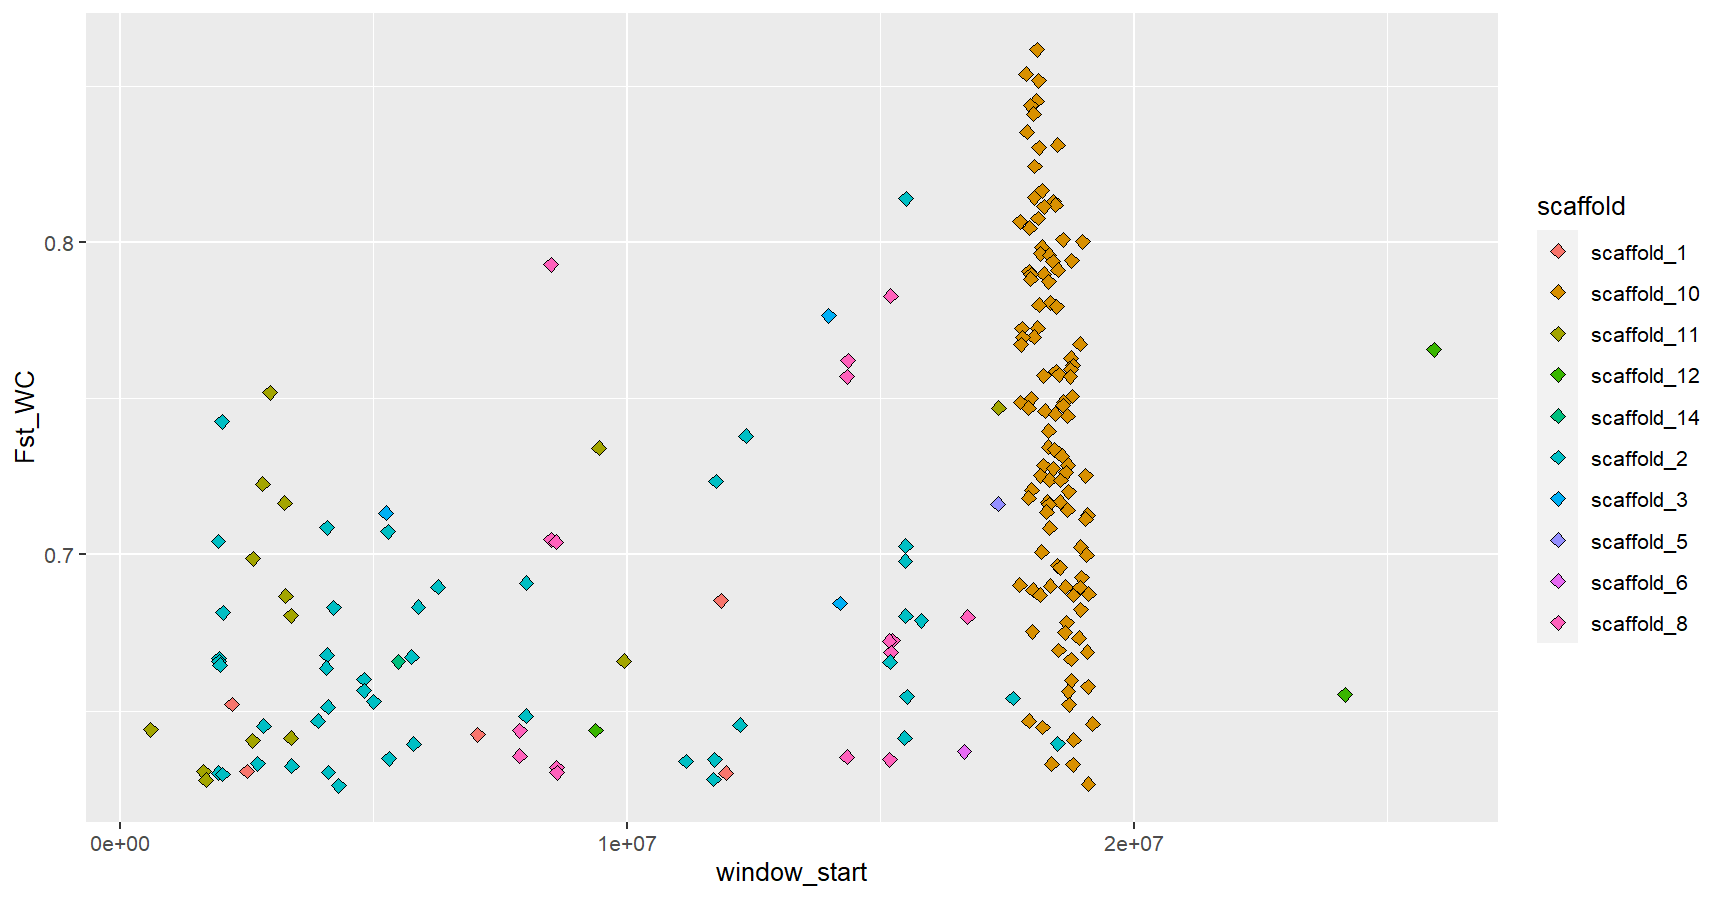 Fst_WC
0.8
0.7
0e+00
1e+07
2e+07
window_start
scaffold
scaffold_1
scaffold_10
scaffold_11
scaffold_12
scaffold_14
scaffold_2
scaffold_3
scaffold_5
scaffold_6
scaffold_8